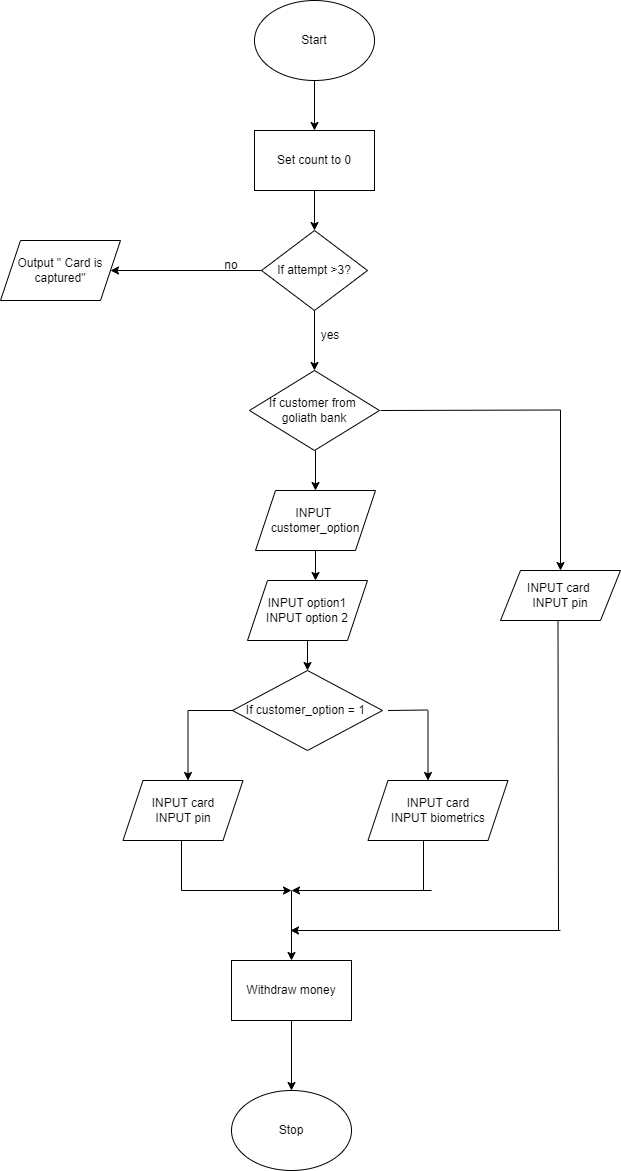 Start
Set count to 0
If attempt >3?
no
Output " Card is
captured"
yes
If customer from
goliath bank
INPUT
customer_option
INPUT option1
INPUT option 2
INPUT card
INPUT pin
If customer_option = 1
INPUT card
INPUT pin
INPUT card
INPUT biometrics
Withdraw money
Stop